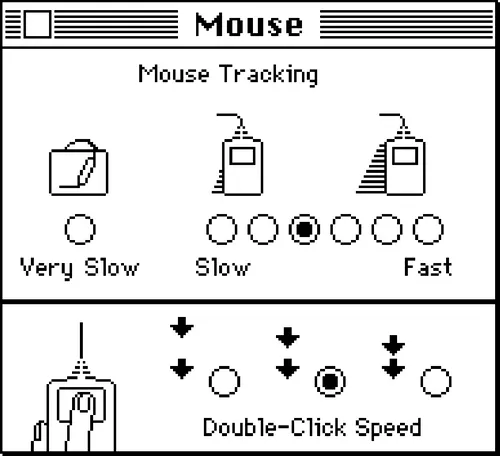 Mouse
Mouse Tracking
Very Slow
Slow
Fast
Double-Click Speed